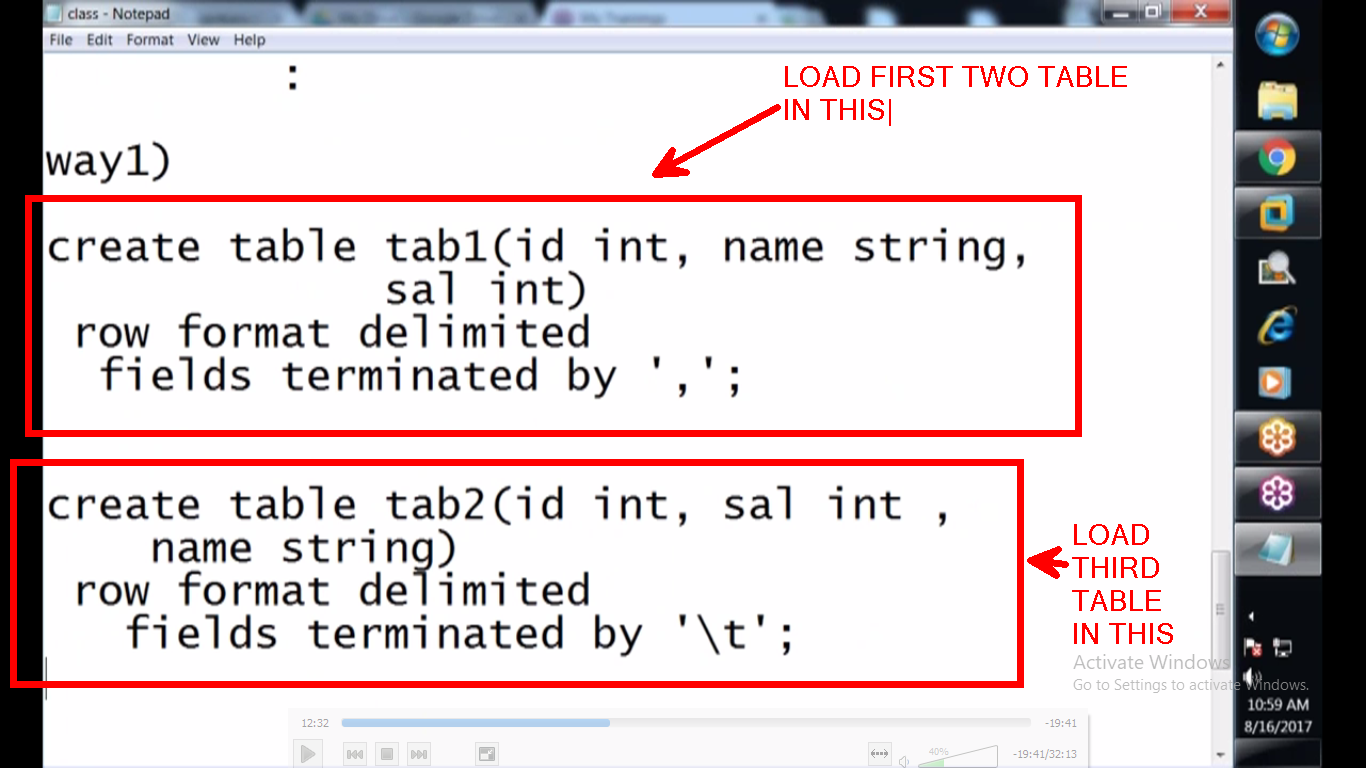 class - Notepad
File Edit Format View Help
:
LOAD FIRST TWO TABLE
IN THIS|
way1)
create table tab1(id int, name string,
sal int)
row format delimited
fields terminated by ',';
create table tab2(id int, sal int ,
name string)
row format delimited
fields terminated by '\t';
LOAD
THIRD
TABLE
IN THIS
Activate Windows
Go to Settings to activate Windows.
10:59 AM
8/16/2017
12:32
-19:41
40%
-19:41/32:13